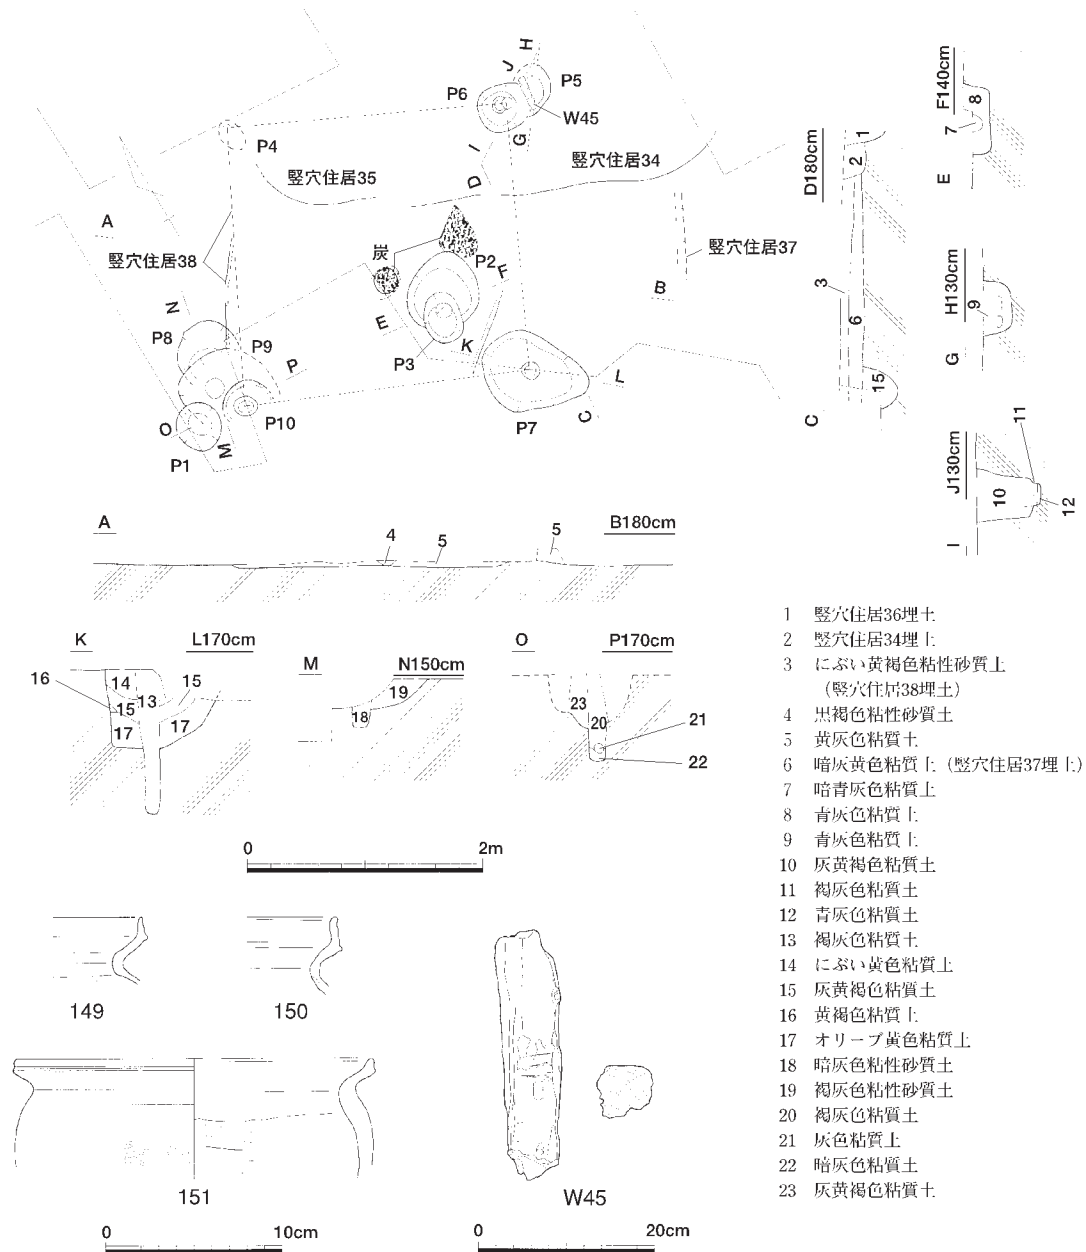 H
J
P5
P6
W45
G
P4
I
D
竪穴住居35
竪穴住居34
A
炭
竪穴住居38
P2
F
竪穴住居37
N
B
E
P8
P9
K
P
P3
L
O
M
P10
C
P7
P1
F140cm
8
7
E
D180cm
1
2
3
6
15
C
H130cm
9
G
J130cm
11
10
12
I
A
B180cm
4
5
5
K
L170cm
16
14
13
15
15
17
17
M
N150cm
19
18
O
P170cm
23
20
21
22
0 2m
149
150
151
W45
0 10cm
0 20cm
1 竪穴住居36埋土
2 竪穴住居34埋土
3 にぶい黄褐色粘性砂質土
（竪穴住居38埋土）
4 黒褐色粘性砂質土
5 黄灰色粘質土
6 暗灰黄色粘質土（竪穴住居37埋土）
7 暗青灰色粘質土
8 青灰色粘質土
9 青灰色粘質土
10 灰黄褐色粘質土
11 褐灰色粘質土
12 青灰色粘質土
13 褐灰色粘質土
14 にぶい黄色粘質土
15 灰黄褐色粘質土
16 黄褐色粘質土
17 オリーブ黄色粘質土
18 暗灰色粘性砂質土
19 褐灰色粘性砂質土
20 褐灰色粘質土
21 灰色粘質土
22 暗灰色粘質土
23 灰黄褐色粘質土